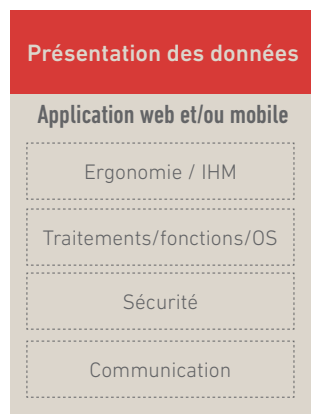 Présentation des données
Application web et/ou mobile
Ergonomie / IHM
Traitements/fonctions/OS
Sécurité
Communication